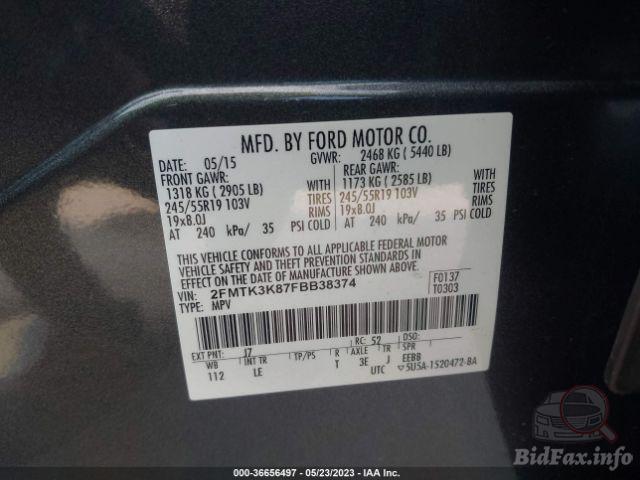 MFD. BY FORD MOTOR CO.
DATE: 05/15 GVWR: 2468 KG ( 5440 LB)
FRONT GAWR: REAR GAWR:
1318 KG ( 2905 LB) WITH 1173 KG ( 2585 LB) WITH
245/55R19 103V TIRES 245/55R19 103V TIRES
19x8.0J RIMS 19x8.0J RIMS
AT 240 kPa/ 35 PSI COLD AT 240 kPa/ 35 PSI COLD
THIS VEHICLE CONFORMS TO ALL APPLICABLE FEDERAL MOTOR
VEHICLE SAFETY AND THEFT PREVENTION STANDARDS IN
EFFECT ON THE DATE OF MANUFACTURE SHOWN ABOVE.
VIN: 2FMTK3K87FBB38374 F0137
TYPE: MPV T0303
EXT PNT: J7 RC: 52 DSO:
WB INT TR TP/PS R AXLE TR SPR
112 LE T 3E J EEBB
UTC 5U5A-1520472-BA
000-36656497 - 05/23/2023 - IAA Inc.
BidFax.info